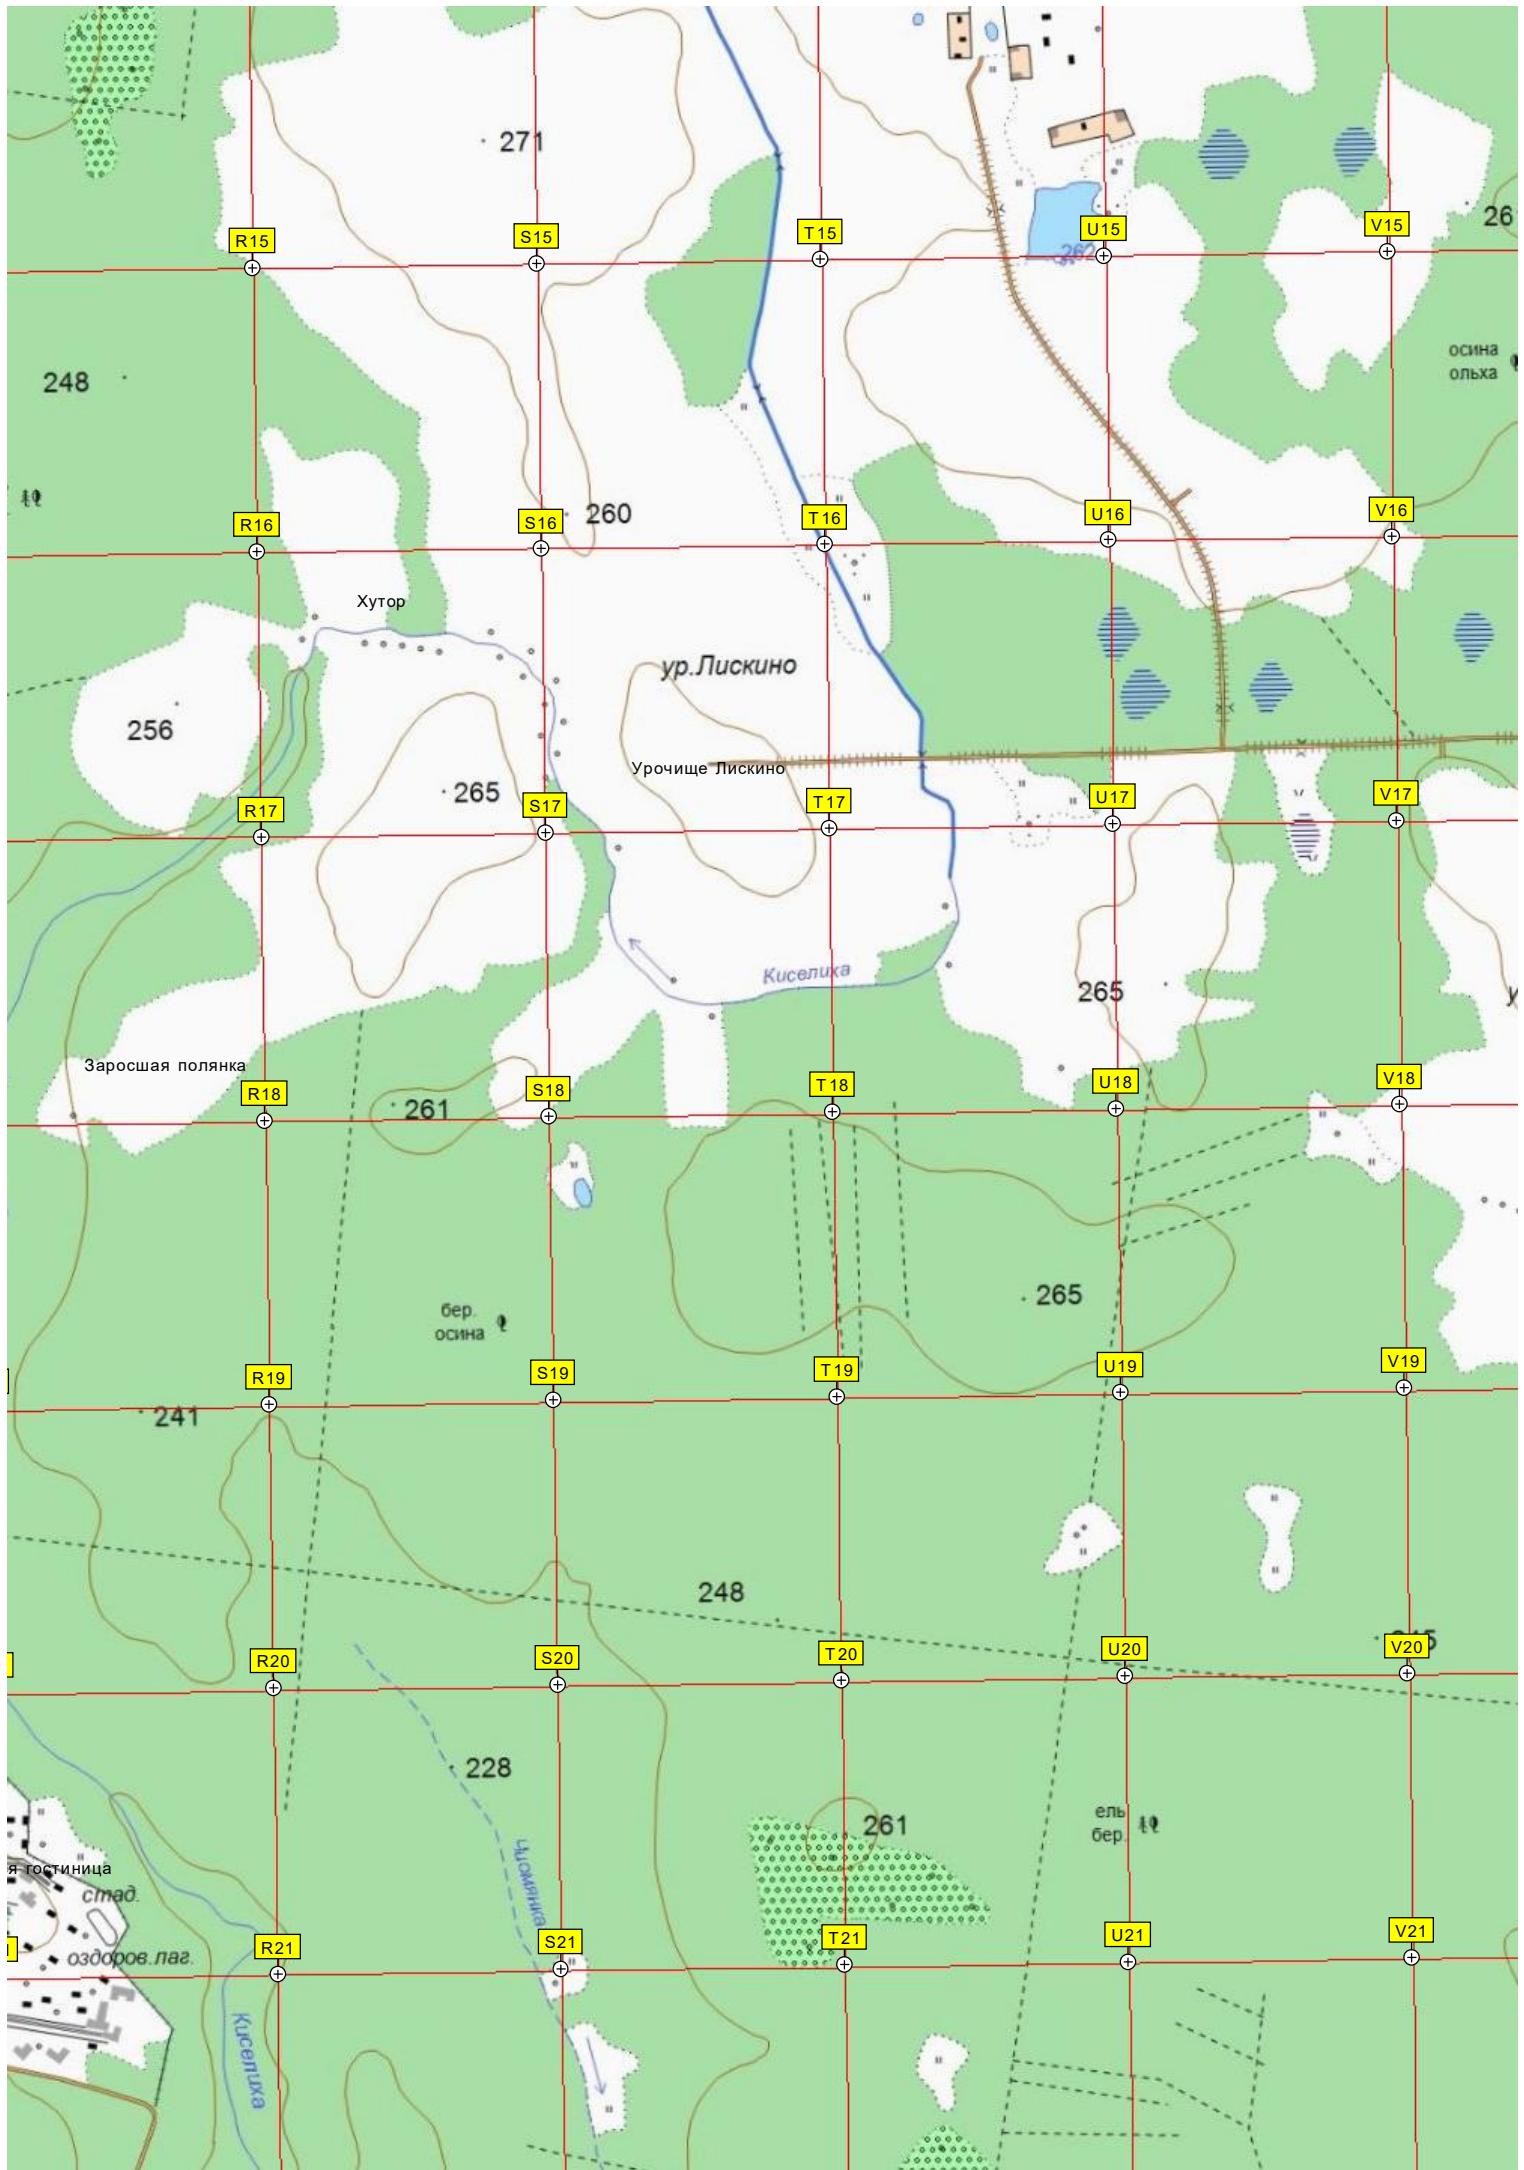 271
262
R15
S15
T15
U15
V15
248
осина
ольха
260
R16
S16
T16
U16
V16
Хутор
ур.Лискино
256
Урочище Лискино
265
R17
S17
T17
U17
V17
Киселиха
265
Заросшая полянка
R18
S18
T18
U18
V18
261
265
бер.
осина
R19
S19
T19
U19
V19
241
248
R20
S20
T20
U20
V20
228
261
ель
бер.
Чиомянка
я гостиница
стад.
оздоров.лаг.
R21
S21
T21
U21
V21
Киселиха